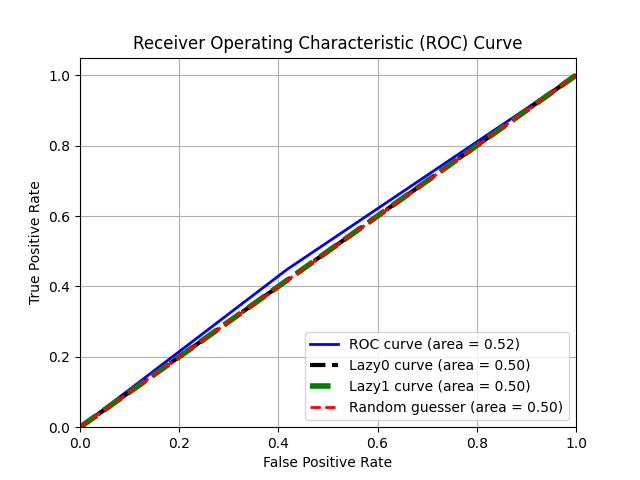 Receiver Operating Characteristic (ROC) Curve
True Positive Rate
1.0
0.8
0.6
0.4
0.2
0.0
ROC curve (area = 0.52)
Lazy0 curve (area = 0.50)
Lazy1 curve (area = 0.50)
Random guesser (area = 0.50)
0.0 0.2 0.4 0.6 0.8 1.0
False Positive Rate